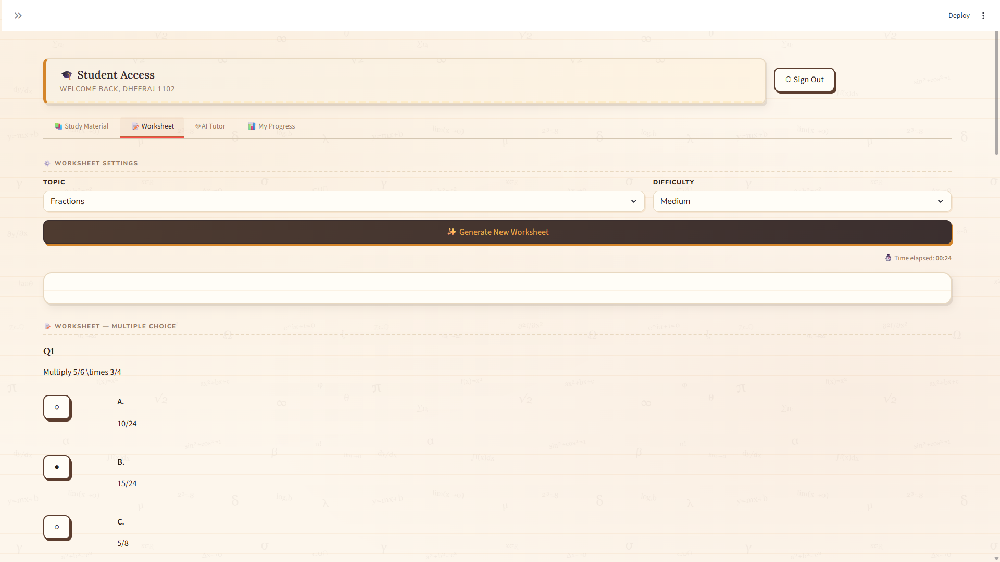 Deploy
Student Access
WELCOME BACK, DHEERAJ 1102
Sign Out
Study Material
Worksheet
AI Tutor
My Progress
WORKSHEET SETTINGS
TOPIC
DIFFICULTY
Fractions
Medium
Generate New Worksheet
Time elapsed: 00:24
WORKSHEET — MULTIPLE CHOICE
Q1
Multiply 5/6 \times 3/4
A.
10/24
B.
15/24
C.
5/8